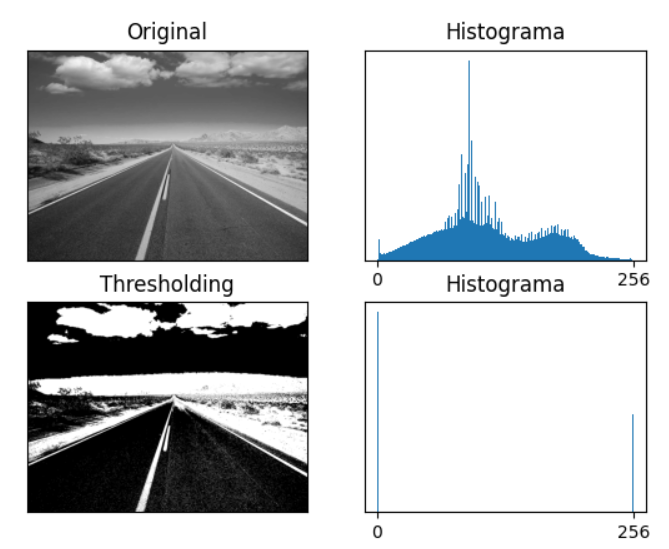 Original
Histograma
0
256
Thresholding
Histograma
0
256